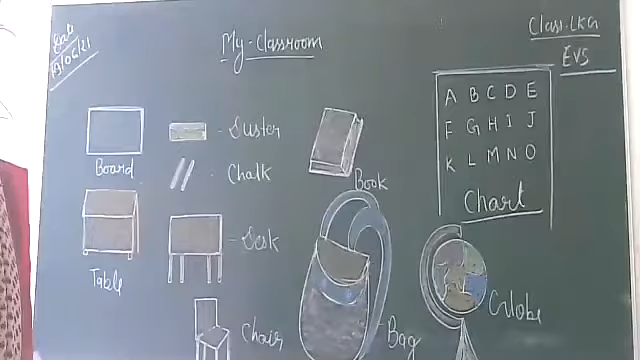 My-Classroom
Class-LKG
EVS
Board
- Duster
- Chalk
Book
A B C D E
F G H I J
K L M N O
Chart
Table
- Desk
Chair
Bag
Globe